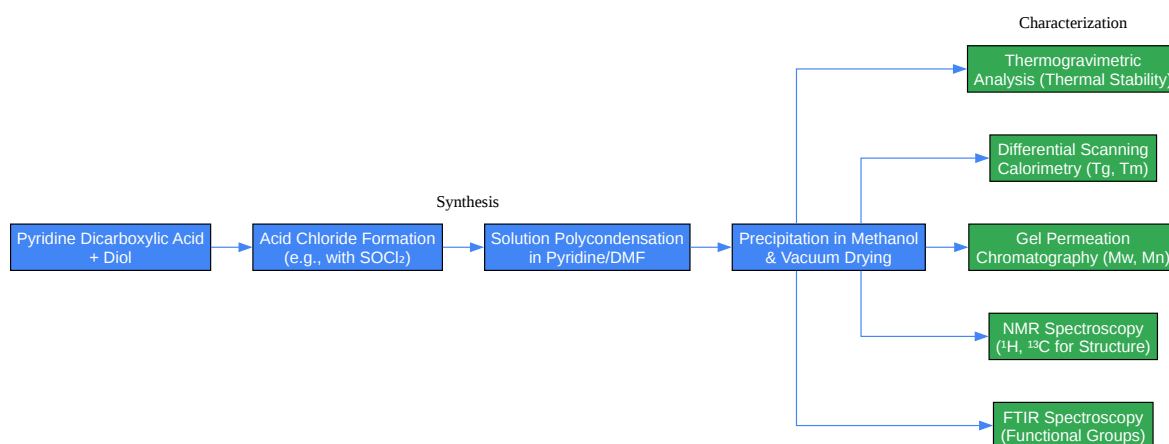 Characterization
Thermogravimetric
Analysis (Thermal Stability)
Differential Scanning
Calorimetry (Tg, Tm)
Synthesis
Pyridine Dicarboxylic Acid
+ Diol
Acid Chloride Formation
(e.g., with SOCl₂)
Solution Polycondensation
in Pyridine/DMF
Precipitation in Methanol
& Vacuum Drying
Gel Permeation
Chromatography (Mw, Mn)
NMR Spectroscopy
(¹H, ¹³C for Structure)
FTIR Spectroscopy
(Functional Groups)